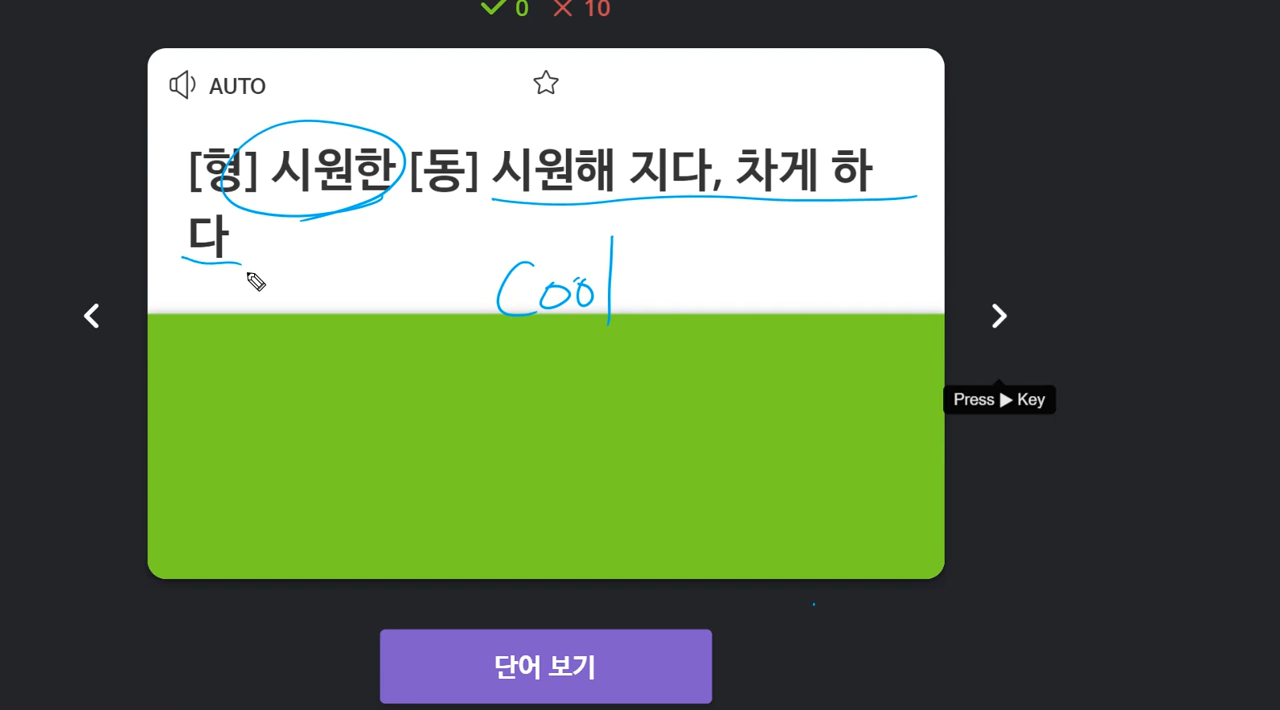 0 10
AUTO
[형] 시원한 [동] 시원해 지다, 차게 하
다
Cool
Press ▶ Key
단어 보기